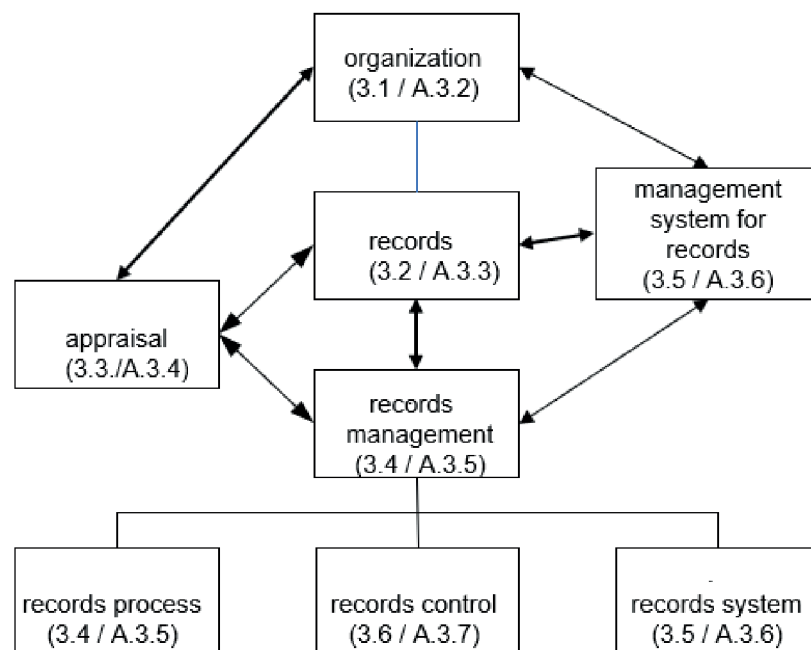 organization
(3.1 / A.3.2)
management
system for
records
(3.5 / A.3.6)
records
(3.2 / A.3.3)
appraisal
(3.3./A.3.4)
records
management
(3.4 / A.3.5)
records process
(3.4 / A.3.5)
records control
(3.6 / A.3.7)
records system
(3.5 / A.3.6)